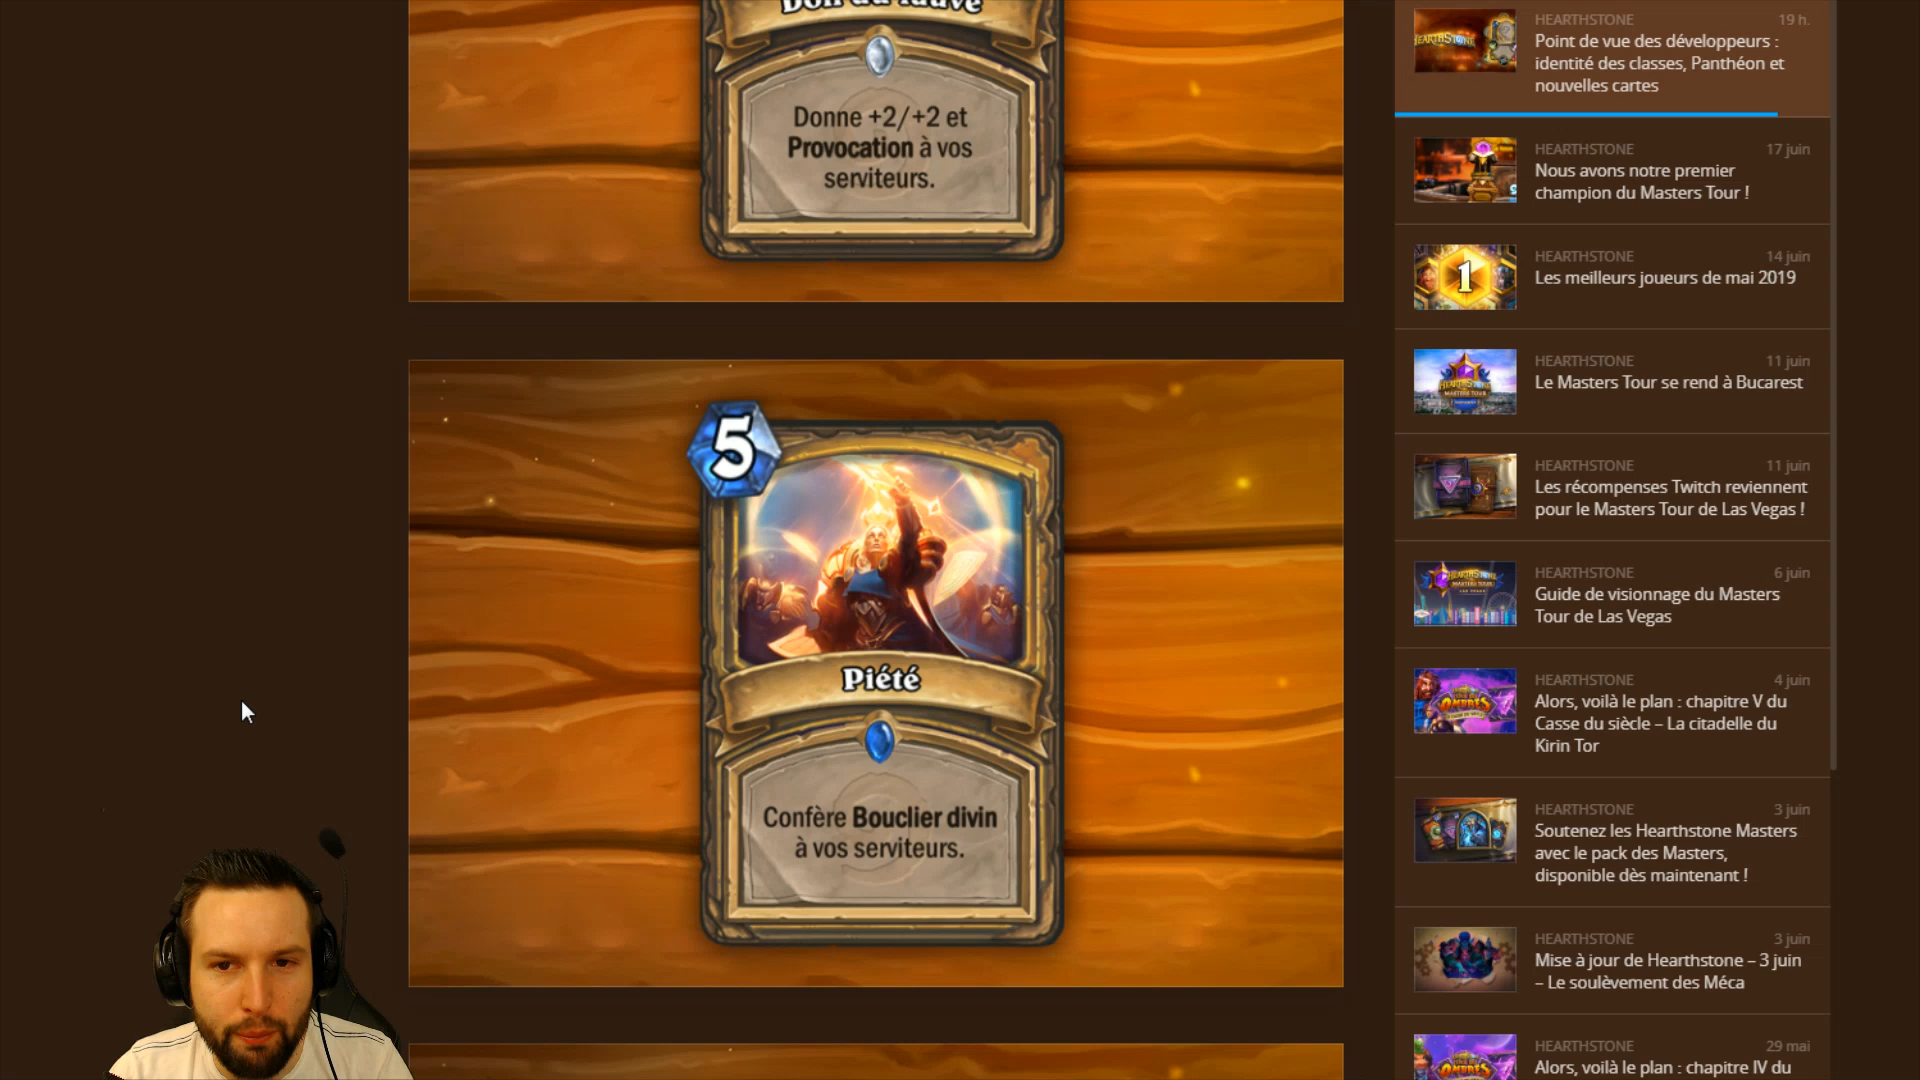 Don du fauve
Donne +2/+2 et
Provocation à vos
serviteurs.
5
Piété
Confère Bouclier divin
à vos serviteurs.
HEARTHSTONE 19 h.
Point de vue des développeurs :
identité des classes, Panthéon et
nouvelles cartes
HEARTHSTONE 17 juin
Nous avons notre premier
champion du Masters Tour !
1
HEARTHSTONE 14 juin
Les meilleurs joueurs de mai 2019
HEARTHSTONE 11 juin
Le Masters Tour se rend à Bucarest
HEARTHSTONE 11 juin
Les récompenses Twitch reviennent
pour le Masters Tour de Las Vegas !
HEARTHSTONE 6 juin
Guide de visionnage du Masters
Tour de Las Vegas
HEARTHSTONE 4 juin
Alors, voilà le plan : chapitre V du
Casse du siècle – La citadelle du
Kirin Tor
HEARTHSTONE 3 juin
Soutenez les Hearthstone Masters
avec le pack des Masters,
disponible dès maintenant !
HEARTHSTONE 3 juin
Mise à jour de Hearthstone – 3 juin
– Le soulèvement des Méca
HEARTHSTONE 29 mai
Alors, voilà le plan : chapitre IV du